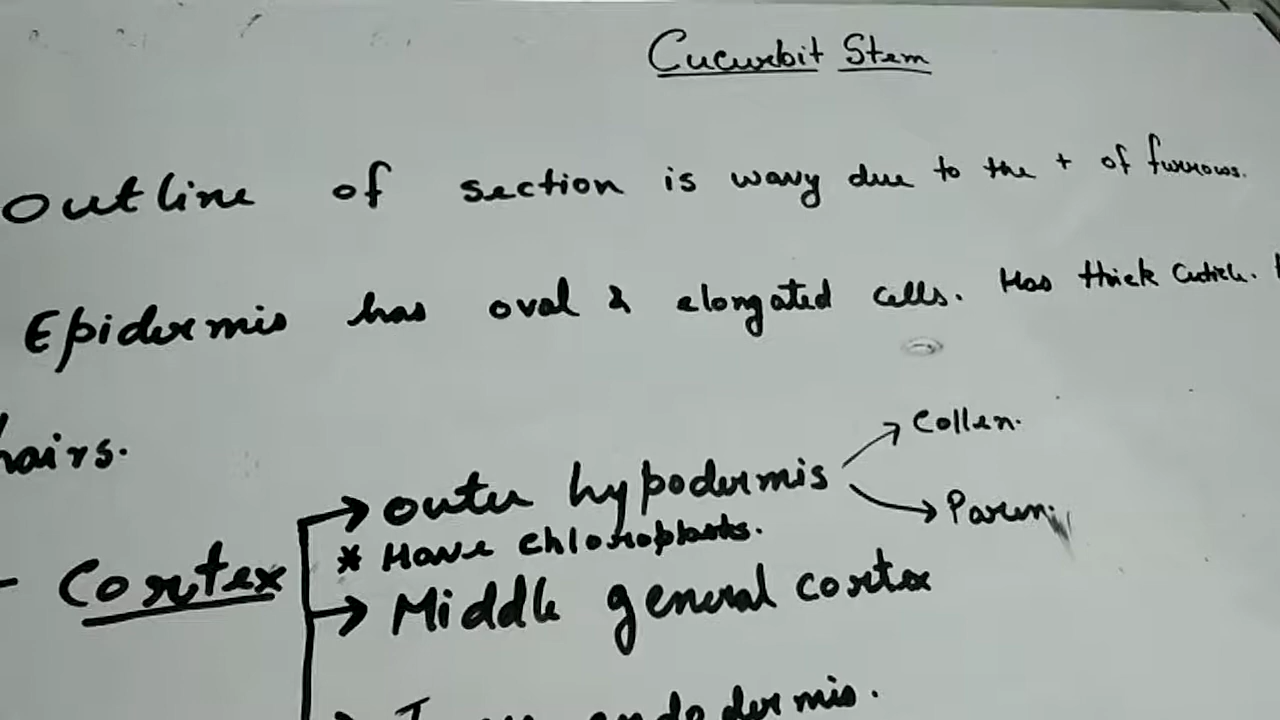 Cucurbit Stem
Outline of section is wavy due to the + of furrows.
Epidermis has oval & elongated cells. Has thick cuticle.
hairs.
Collen.
→ Outer hypodermis
→ Paren.
* Have chloroplasts.
- Cortex
→ Middle general cortex
endodermis.